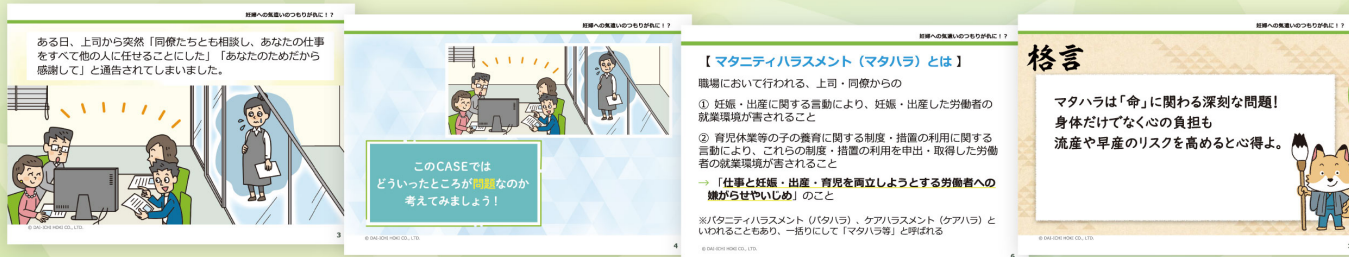 妊婦への気遣いのつもりが仇に！？
ある日、上司から突然「同僚たちとも相談し、あなたの仕事
をすべて他の人に任せることにした」「あなたのためだから
感謝して」と通告されてしまいました。
© DAI-ICHI HOKI CO., LTD.
3
妊婦への気遣いのつもりが仇に！？
このCASEでは
どういったところが問題なのか
考えてみましょう！
© DAI-ICHI HOKI CO., LTD.
4
妊婦への気遣いのつもりが仇に！？
【 マタニティハラスメント（マタハラ）とは 】
職場において行われる、上司・同僚からの
① 妊娠・出産に関する言動により、妊娠・出産した労働者の
就業環境が害されること
② 育児休業等の子の養育に関する制度・措置の利用に関する
言動により、これらの制度・措置の利用を申出・取得した労働
者の就業環境が害されること
→ 「仕事と妊娠・出産・育児を両立しようとする労働者への
嫌がらせやいじめ」のこと
※パタニティハラスメント（パタハラ）、ケアハラスメント（ケアハラ）と
いわれることもあり、一括りにして「マタハラ等」と呼ばれる
© DAI-ICHI HOKI CO., LTD.
妊婦への気遣いのつもりが仇に！？
格言
マタハラは「命」に関わる深刻な問題！
身体だけでなく心の負担も
流産や早産のリスクを高めると心得よ。
© DAI-ICHI HOKI CO., LTD.